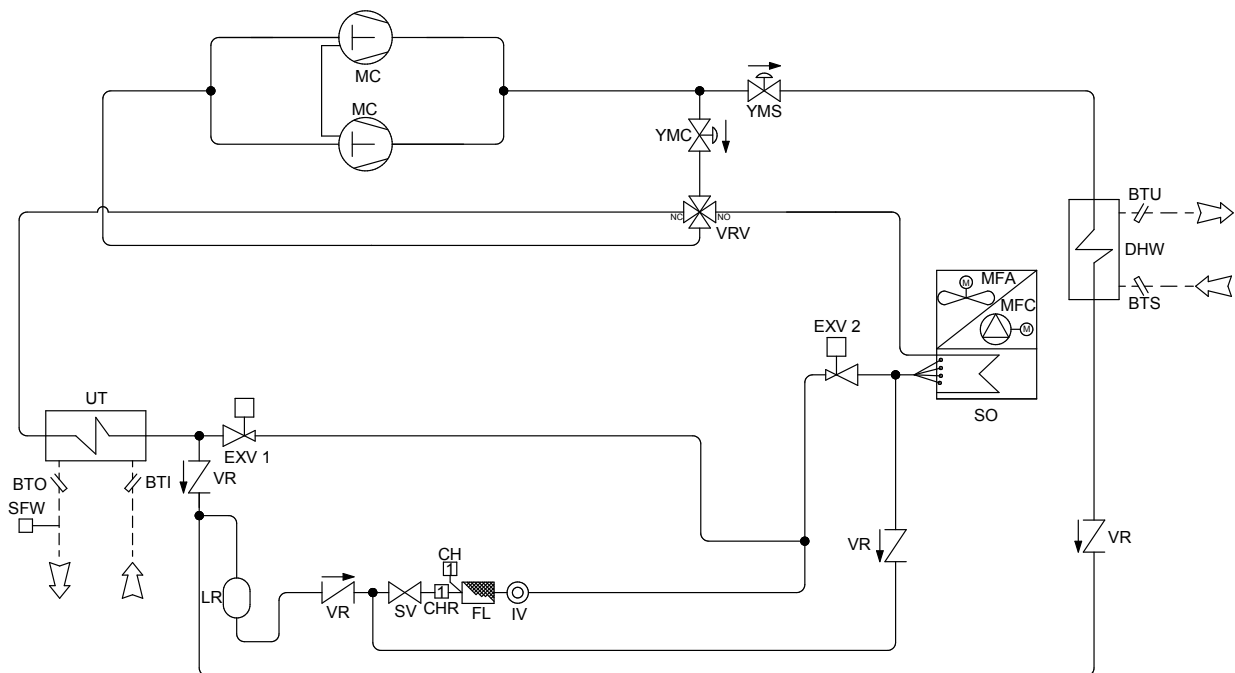 MC
MC
YMS
YMC
NC
NO
VRV
BTU
DHW
BTS
M
MFA
MFC
M
EXV 2
SO
UT
EXV 1
BTO
BTI
VR
SFW
LR
VR
SV
CH
1
1
CHR
FL
IV
VR
VR